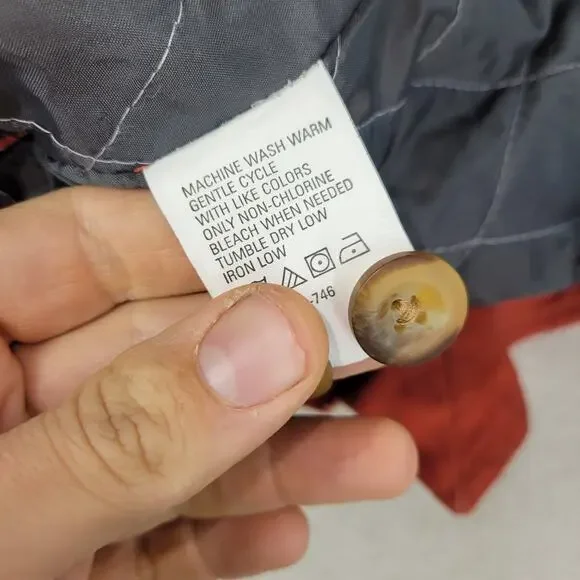 MACHINE WASH WARM
GENTLE CYCLE
WITH LIKE COLORS
ONLY NON-CHLORINE
BLEACH WHEN NEEDED
TUMBLE DRY LOW
IRON LOW
-746